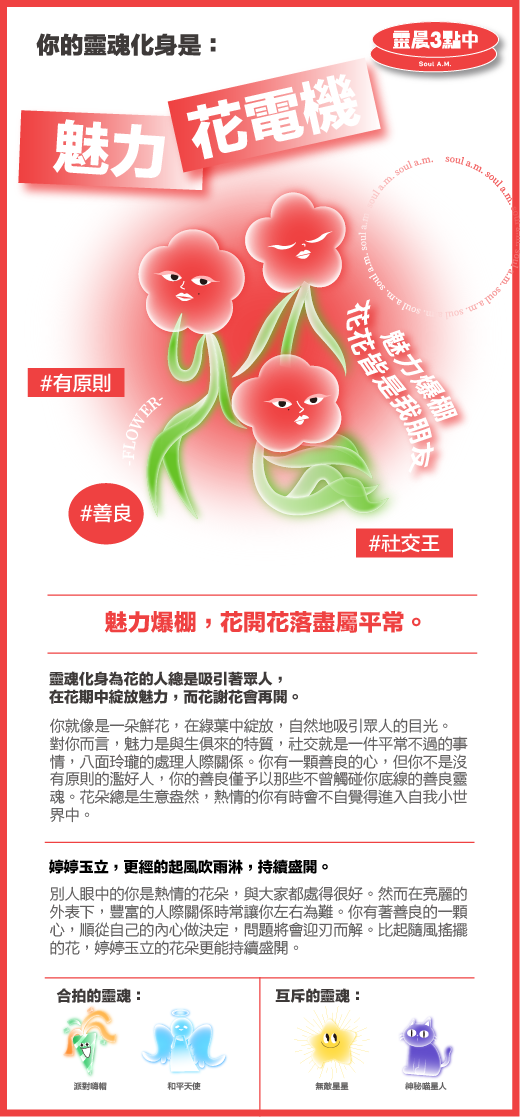 你的靈魂化身是：
靈晨3點中
Soul A.M.
魅力
花電機
soul a.m. soul a.m. soul a.m. soul a.m. soul a.m. soul a.m.
魅力爆棚
花花皆是我朋友
#有原則
FLOWER-
#善良
#社交王
魅力爆棚，花開花落盡屬平常。
靈魂化身為花的人總是吸引著眾人，
在花期中綻放魅力，而花謝花會再開。
你就像是一朵鮮花，在綠葉中綻放，自然地吸引眾人的目光。
對你而言，魅力是與生俱來的特質，社交就是一件平常不過的事
情，八面玲瓏的處理人際關係。你有一顆善良的心，但你不是沒
有原則的濫好人，你的善良僅予以那些不曾觸碰你底線的善良靈
魂。花朵總是生意盎然，熱情的你有時會不自覺得進入自我小世
界中。
婷婷玉立，更經的起風吹雨淋，持續盛開。
別人眼中的你是熱情的花朵，與大家都處得很好。然而在亮麗的
外表下，豐富的人際關係時常讓你左右為難。你有著善良的一顆
心，順從自己的內心做決定，問題將會迎刃而解。比起隨風搖擺
的花，婷婷玉立的花朵更能持續盛開。
合拍的靈魂：
互斥的靈魂：
派對嗨帽
和平天使
無敵星星
神秘喵星人